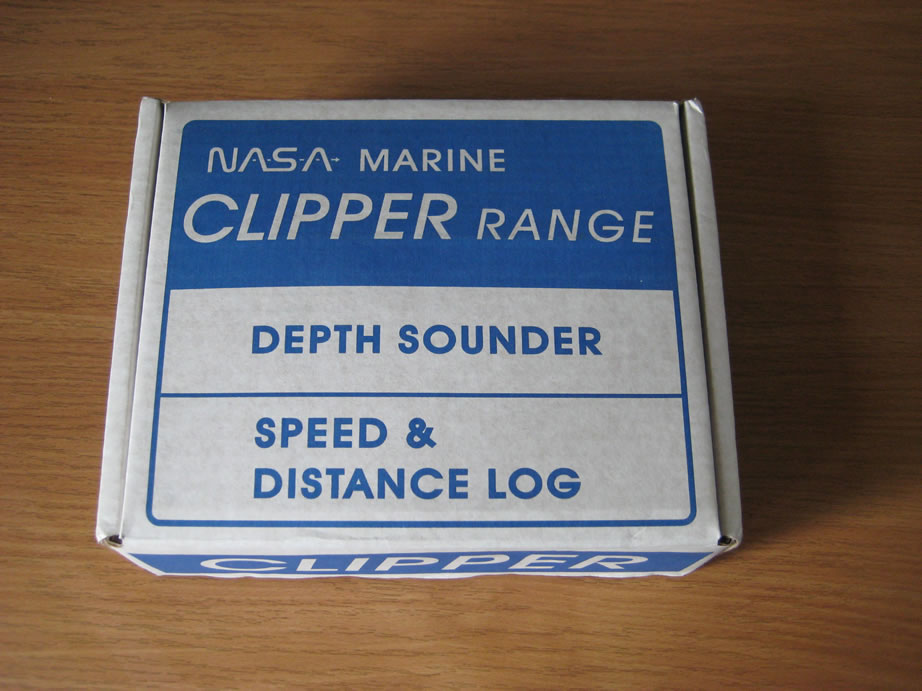 NASA MARINE
CLIPPER RANGE
DEPTH SOUNDER
SPEED &
DISTANCE LOG
CLIPPER